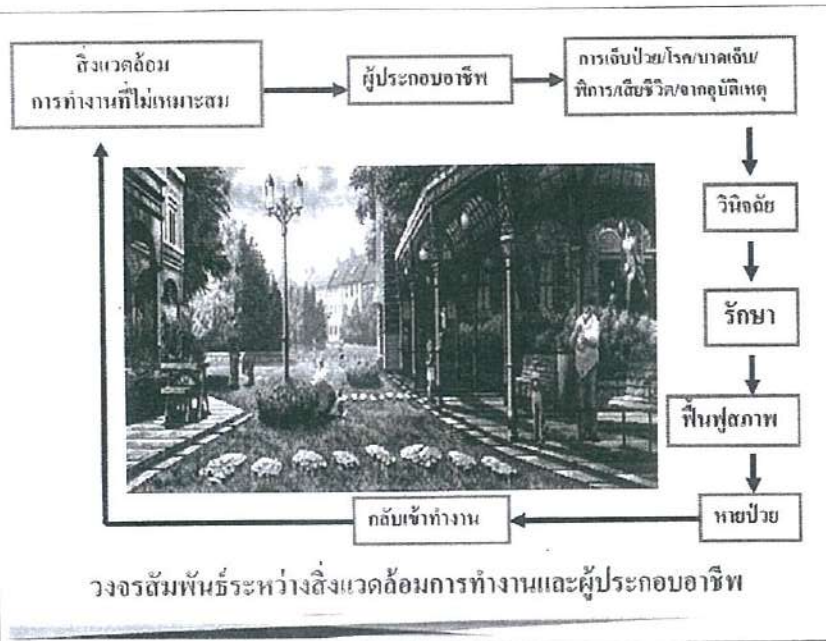 สิ่งแวดล้อม
การทำงานที่ไม่เหมาะสม
ผู้ประกอบอาชีพ
การเจ็บป่วย/โรค/บาดเจ็บ/
พิการ/เสียชีวิต/จากอุบัติเหตุ
วินิจฉัย
รักษา
ฟื้นฟูสภาพ
หายป่วย
กลับเข้าทำงาน
วงจรสัมพันธ์ระหว่างสิ่งแวดล้อมการทำงานและผู้ประกอบอาชีพ